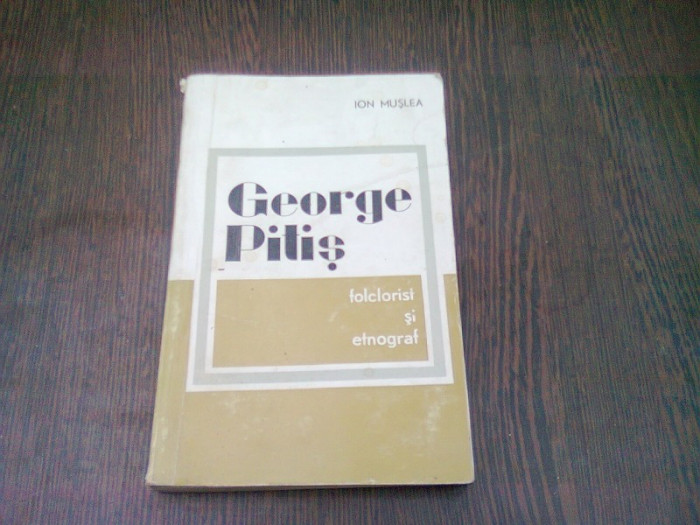 ION MUŞLEA
George
Pitiş
folclorist
şi
etnograf